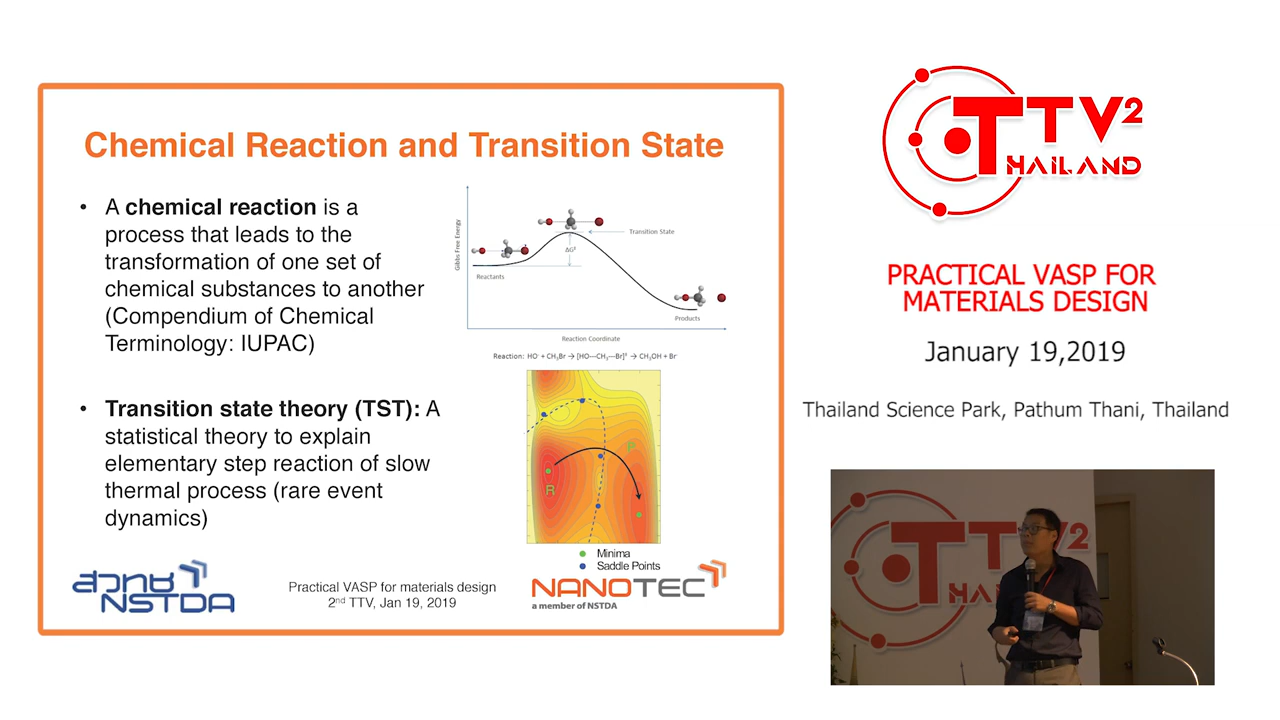 Chemical Reaction and Transition State
• A chemical reaction is a
process that leads to the
transformation of one set of
chemical substances to another
(Compendium of Chemical
Terminology: IUPAC)
• Transition state theory (TST): A
statistical theory to explain
elementary step reaction of slow
thermal process (rare event
dynamics)
Gibbs Free Energy
Transition State
ΔG‡
Reactants
Products
Reaction Coordinate
Reaction: HO⁻ + CH₃Br → [HO---CH₃---Br]‡ → CH₃OH + Br⁻
R
P
Minima
Saddle Points
สวทช
NSTDA
Practical VASP for materials design
2nd TTV, Jan 19, 2019
NANOTEC
a member of NSTDA
TTV2
THAILAND
PRACTICAL VASP FOR
MATERIALS DESIGN
January 19,2019
Thailand Science Park, Pathum Thani, Thailand
TTV2